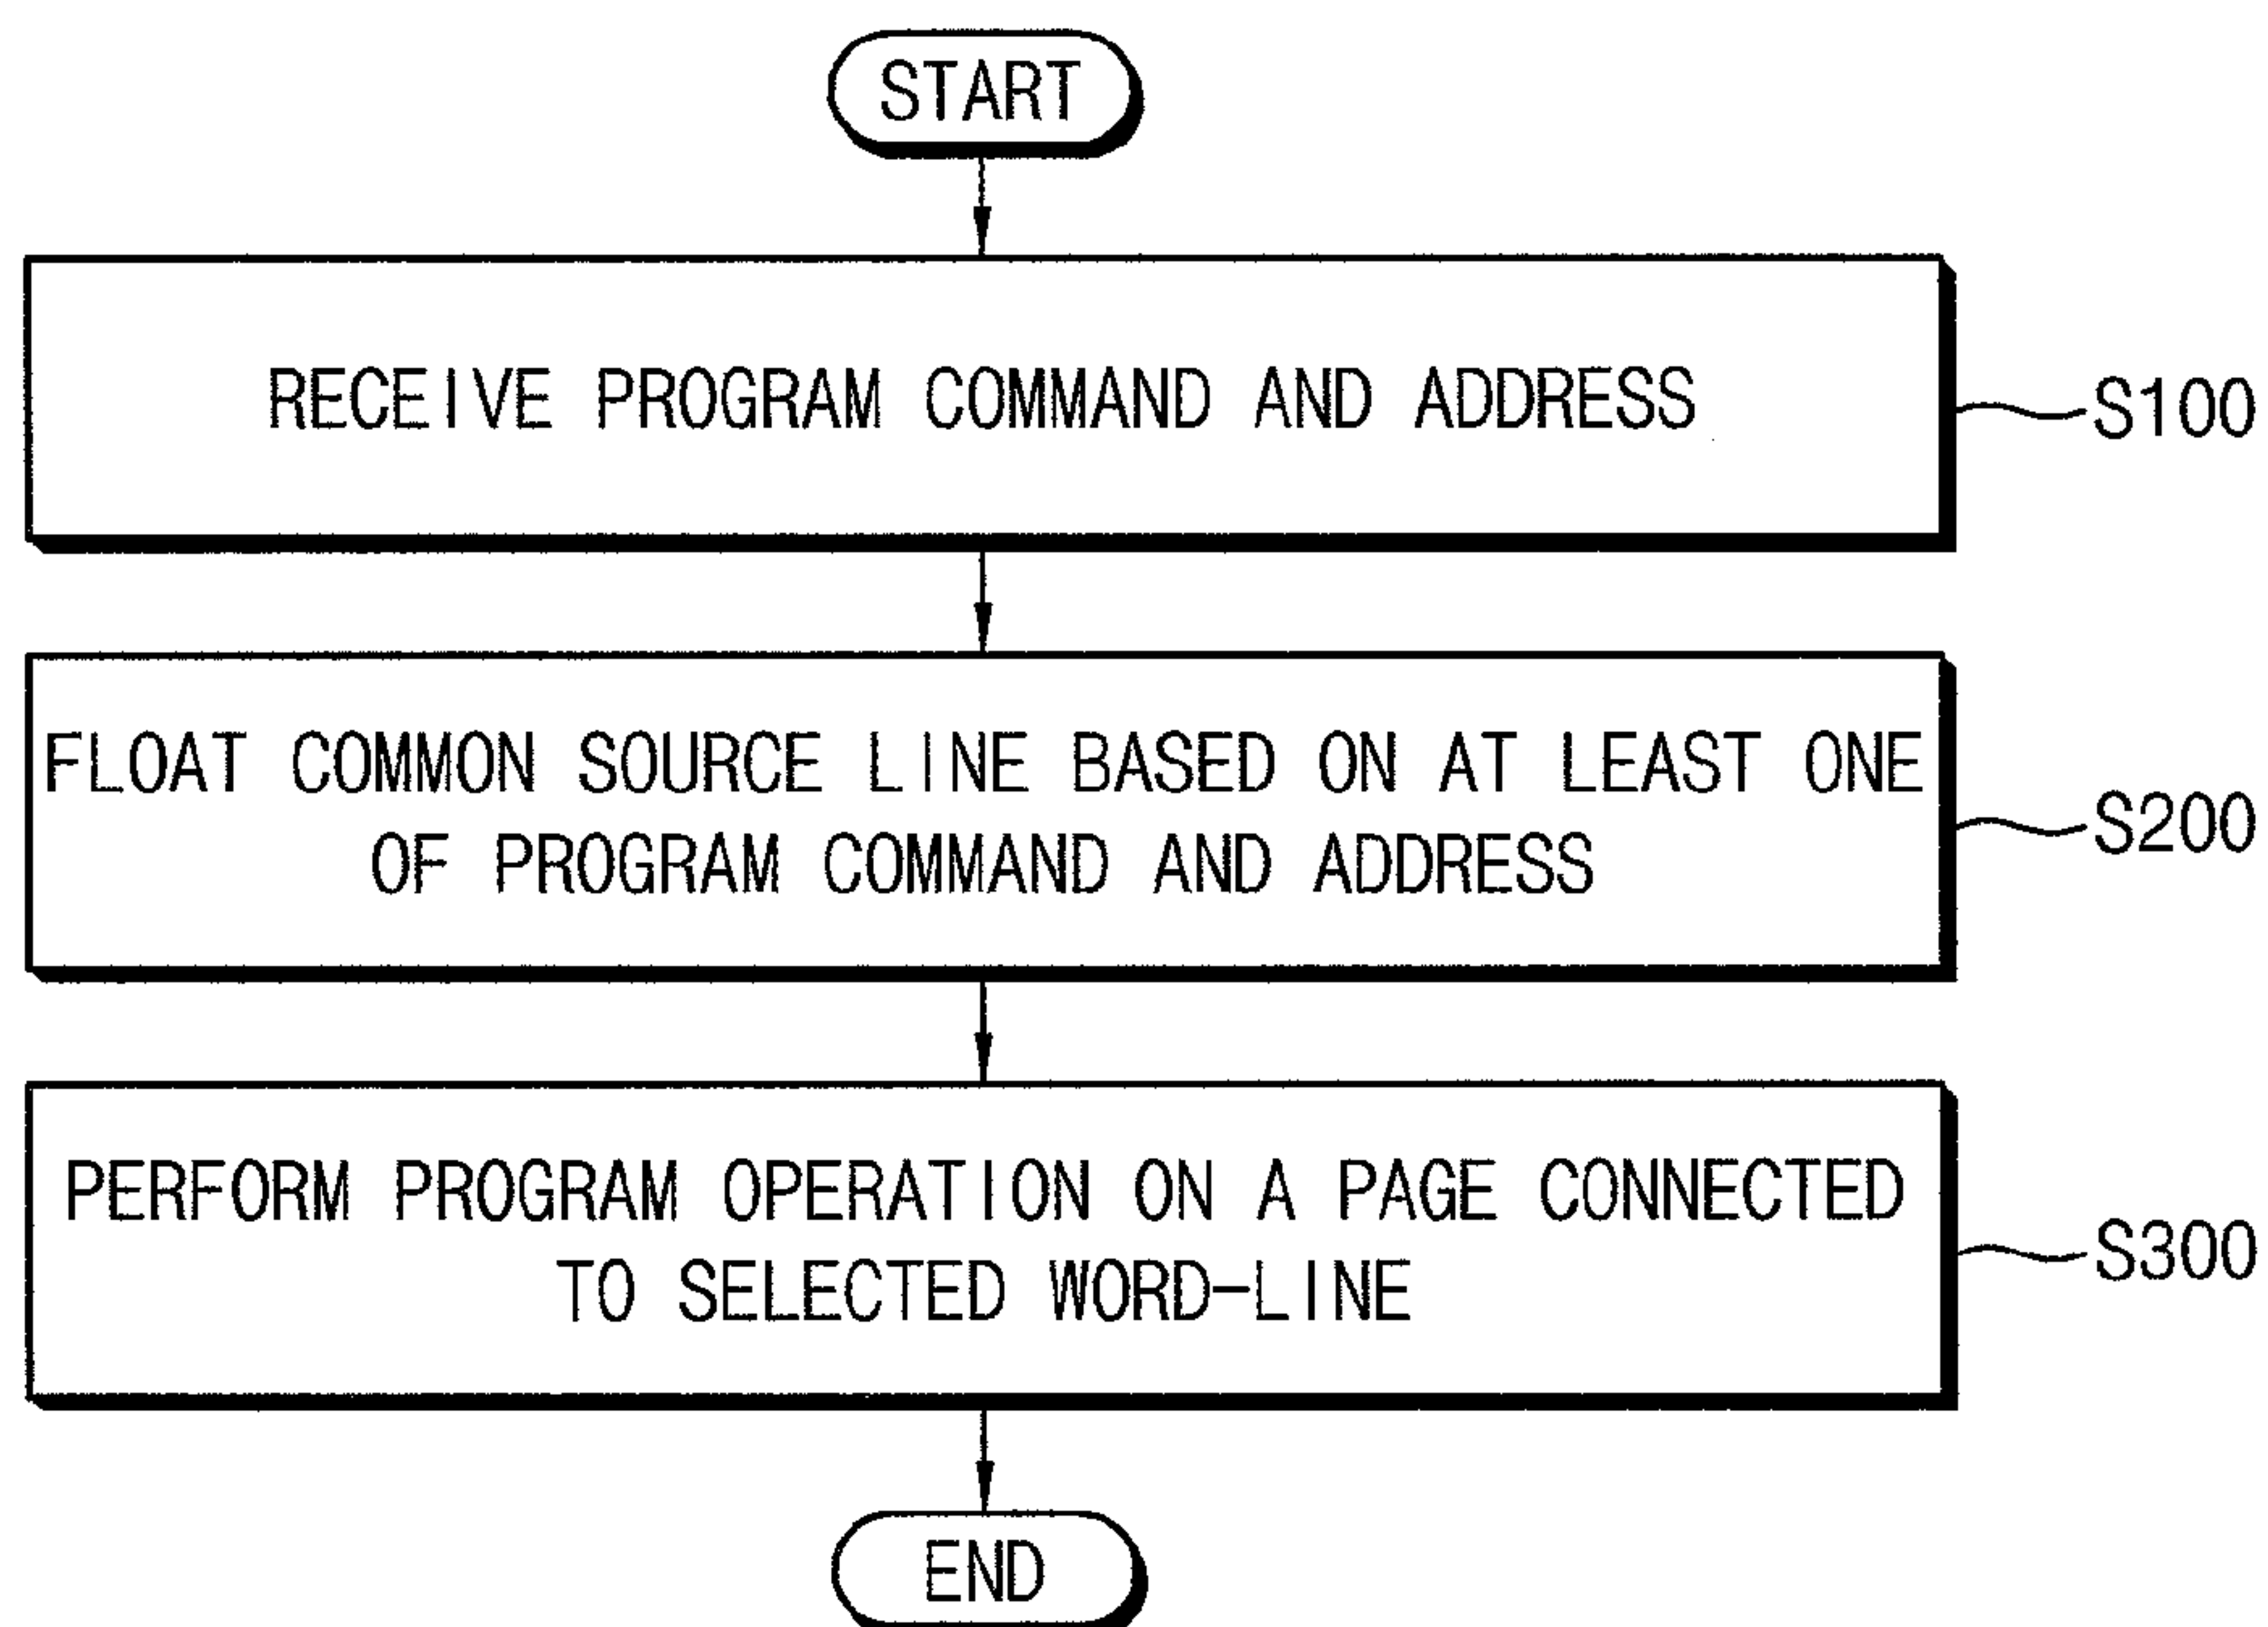 START
RECEIVE PROGRAM COMMAND AND ADDRESS
S100
FLOAT COMMON SOURCE LINE BASED ON AT LEAST ONE
OF PROGRAM COMMAND AND ADDRESS
S200
PERFORM PROGRAM OPERATION ON A PAGE CONNECTED
TO SELECTED WORD-LINE
S300
END